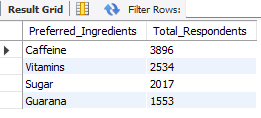 Result Grid Filter Rows:
Preferred_Ingredients Total_Respondents
Caffeine 3896
Vitamins 2534
Sugar 2017
Guarana 1553